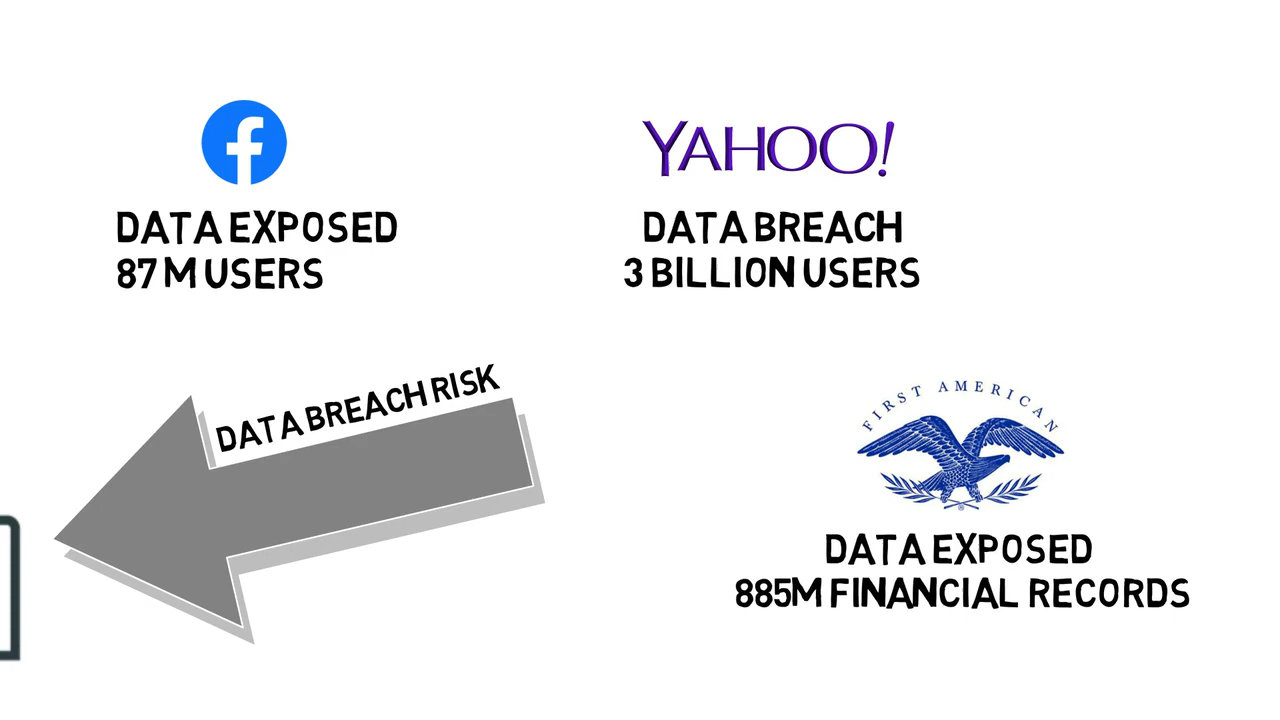 DATA EXPOSED
87 M USERS
YAHOO!
DATA BREACH
3 BILLION USERS
DATA BREACH RISK
FIRST AMERICAN
DATA EXPOSED
885M FINANCIAL RECORDS